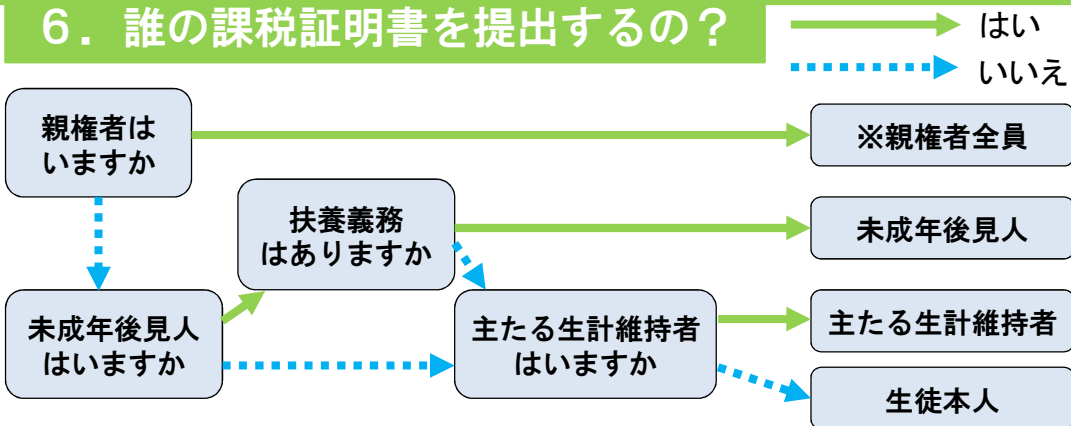 ６．誰の課税証明書を提出するの？
はい
いいえ
親権者は
いますか
※親権者全員
扶養義務
はありますか
未成年後見人
未成年後見人
はいますか
主たる生計維持者
はいますか
主たる生計維持者
生徒本人